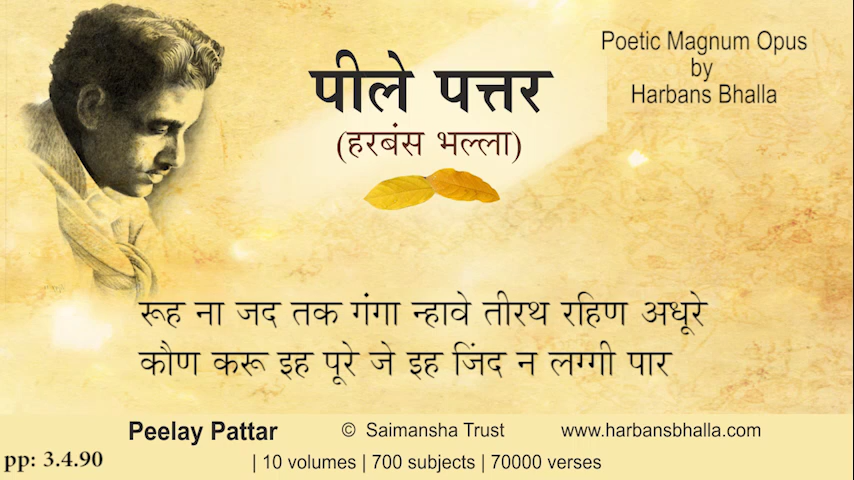 पीले पत्तर
(हरबंस भल्ला)
Poetic Magnum Opus
by
Harbans Bhalla
रूह ना जद तक गंगा न्हावे तीरथ रहिण अधूरे
कौण करू इह पूरे जे इह जिंद न लग्गी पार
Peelay Pattar © Saimansha Trust www.harbansbhalla.com
pp: 3.4.90 | 10 volumes | 700 subjects | 70000 verses